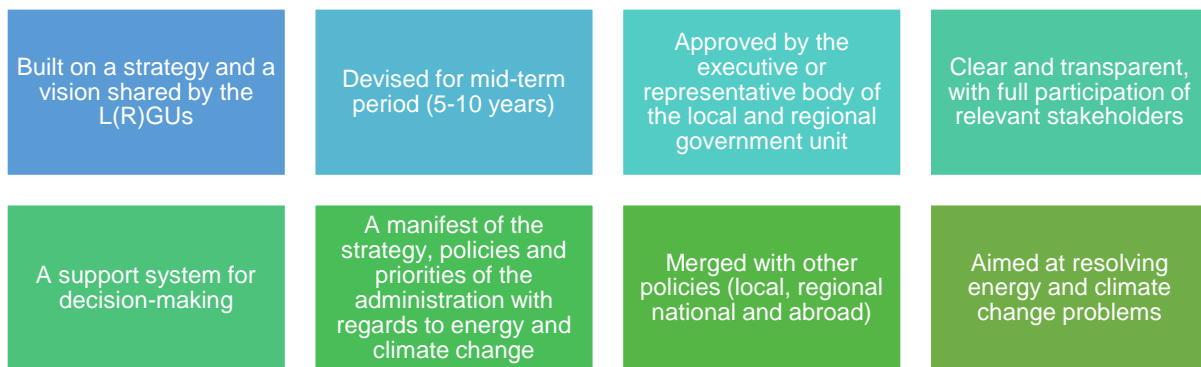 Built on a strategy and a
vision shared by the
L(R)GUs
Devised for mid-term
period (5-10 years)
Approved by the
executive or
representative body of
the local and regional
government unit
Clear and transparent,
with full participation of
relevant stakeholders
A support system for
decision-making
A manifest of the
strategy, policies and
priorities of the
administration with
regards to energy and
climate change
Merged with other
policies (local, regional
national and abroad)
Aimed at resolving
energy and climate
change problems